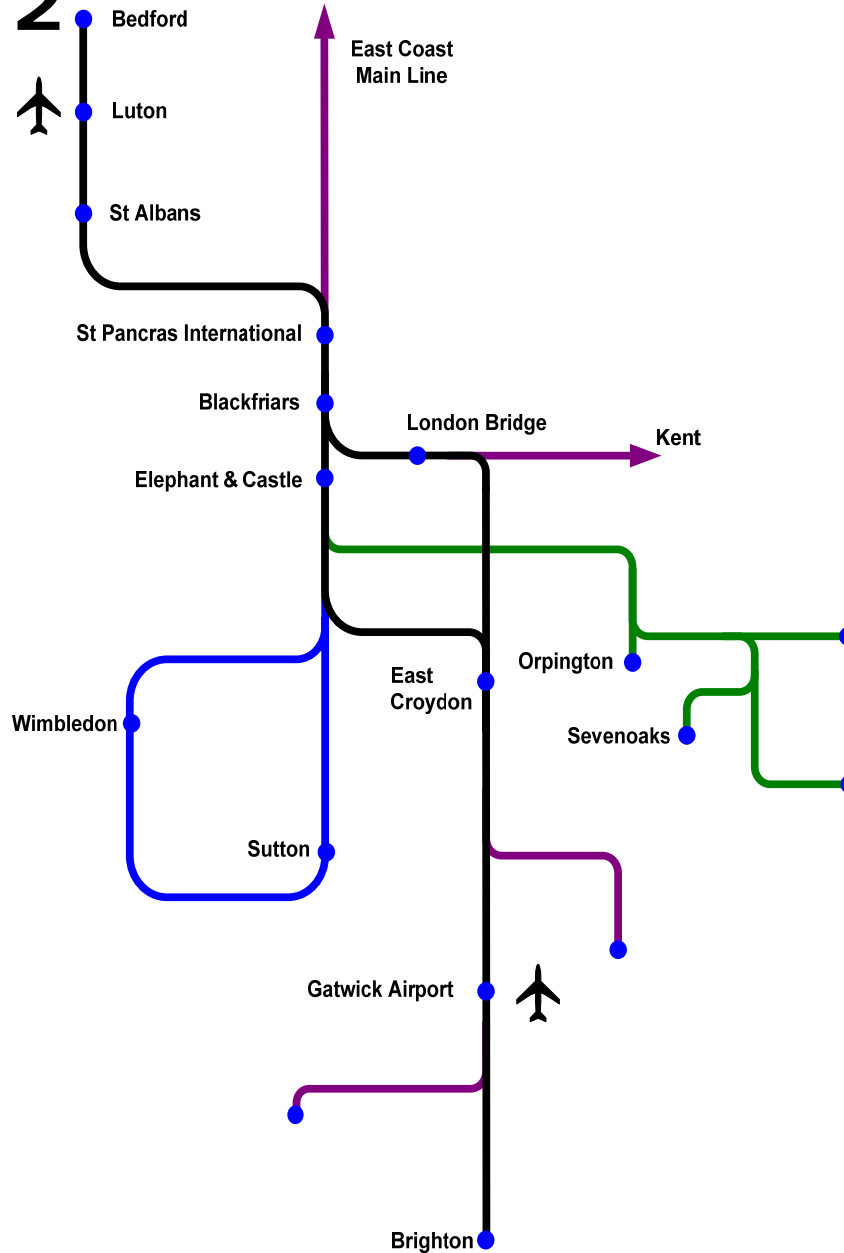 2
Bedford
East Coast
Main Line
Luton
St Albans
St Pancras International
Blackfriars
London Bridge
Kent
Elephant & Castle
East
Croydon
Orpington
Wimbledon
Sevenoaks
Sutton
Gatwick Airport
Brighton